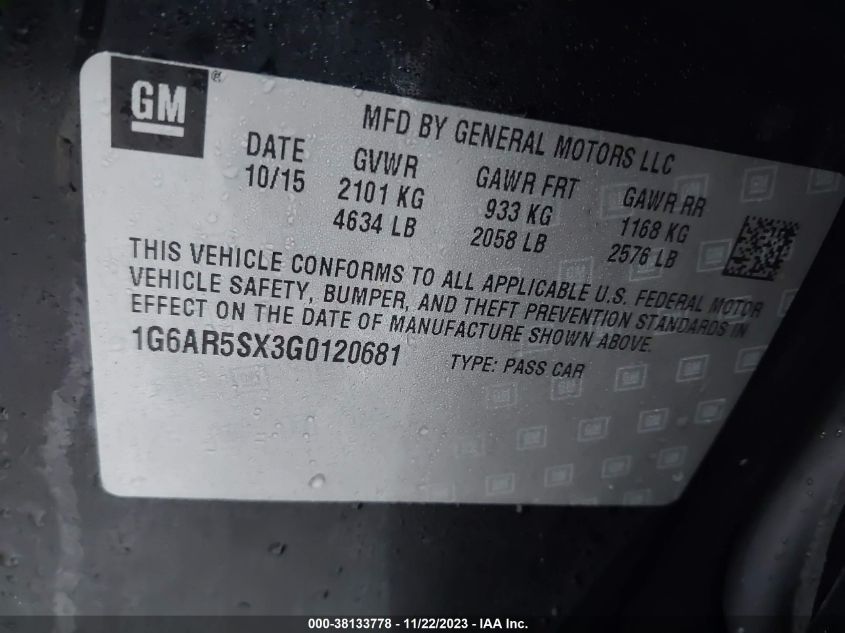 GM®
MFD BY GENERAL MOTORS LLC
DATE GVWR GAWR FRT GAWR RR
10/15 2101 KG 933 KG 1168 KG
4634 LB 2058 LB 2576 LB
THIS VEHICLE CONFORMS TO ALL APPLICABLE U.S. FEDERAL MOTOR
VEHICLE SAFETY, BUMPER, AND THEFT PREVENTION STANDARDS IN
EFFECT ON THE DATE OF MANUFACTURE SHOWN ABOVE.
1G6AR5SX3G0120681 TYPE: PASS CAR
000-38133778 - 11/22/2023 - IAA Inc.